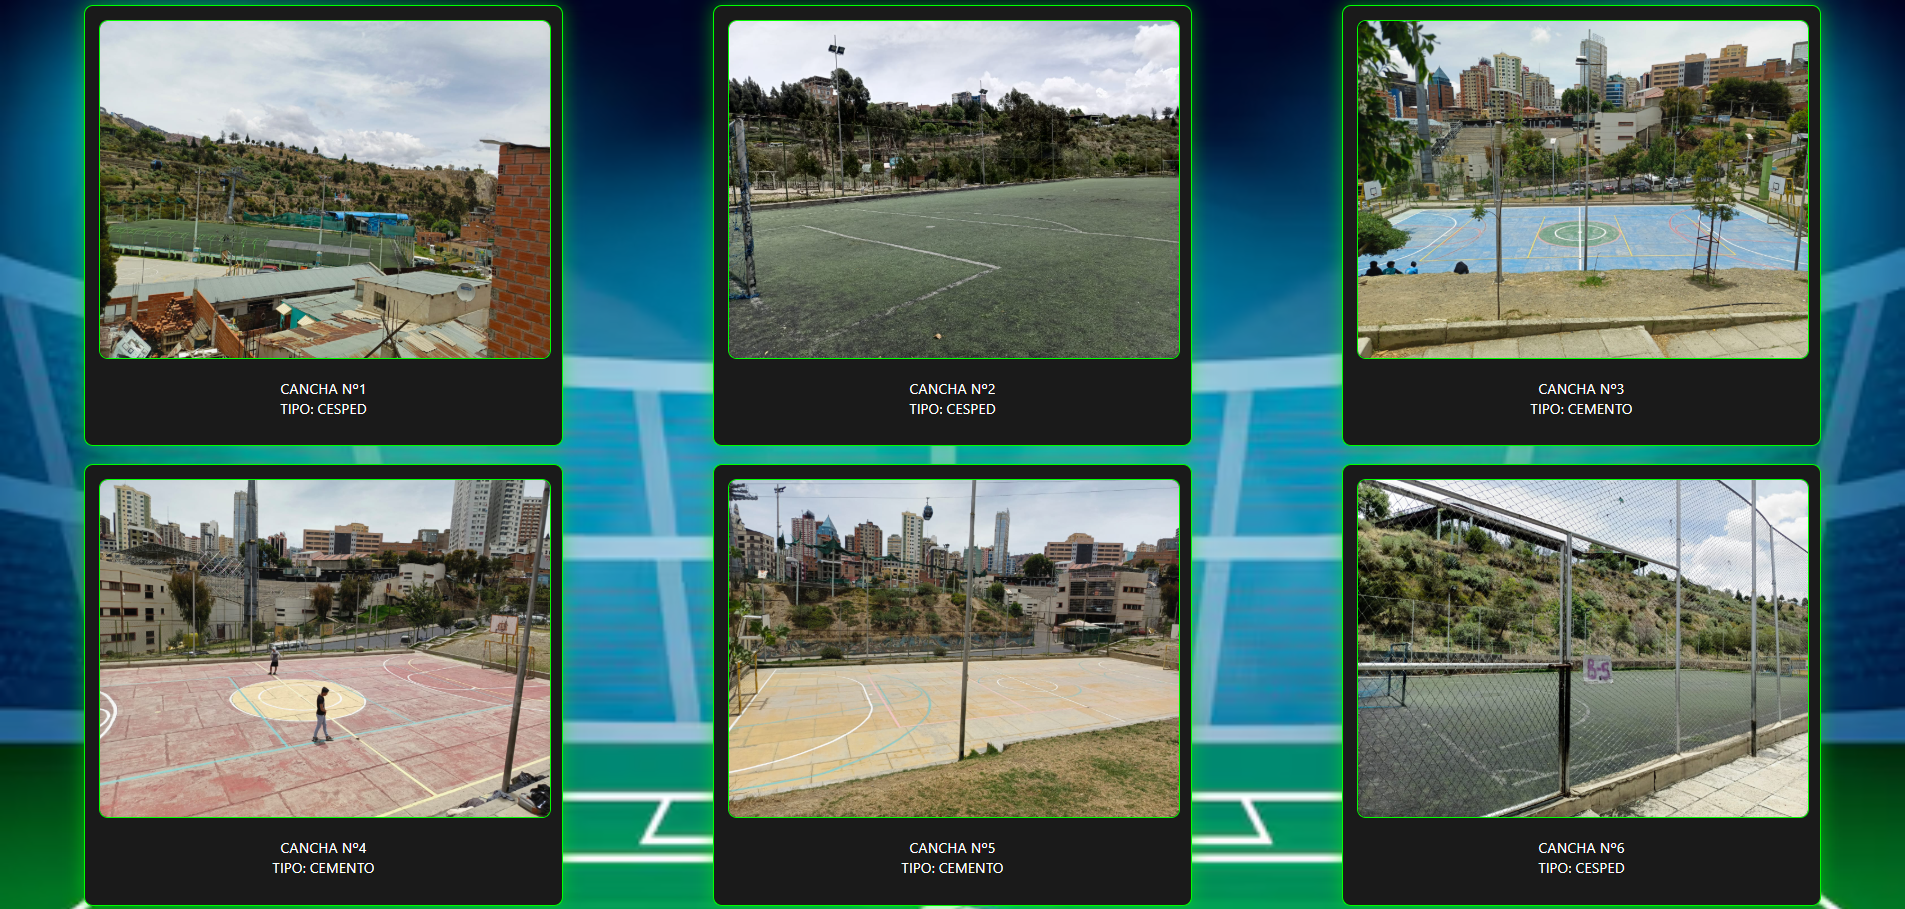 CANCHA Nº1
TIPO: CESPED
CANCHA Nº2
TIPO: CESPED
CANCHA Nº3
TIPO: CEMENTO
CANCHA Nº4
TIPO: CEMENTO
CANCHA Nº5
TIPO: CEMENTO
B-S
CANCHA Nº6
TIPO: CESPED